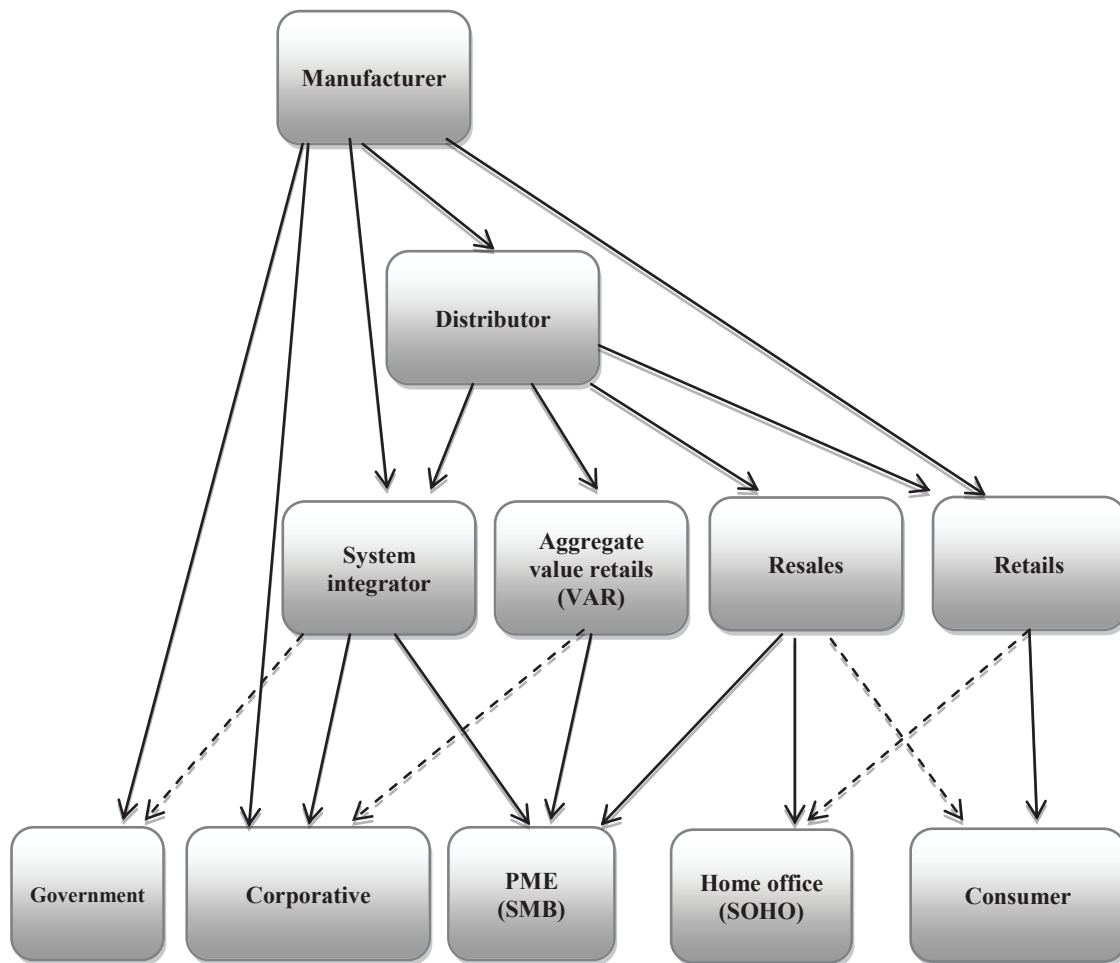 Manufacturer
Distributor
System
integrator
Aggregate
value retails
(VAR)
Resales
Retails
Government
Corporative
PME
(SMB)
Home office
(SOHO)
Consumer